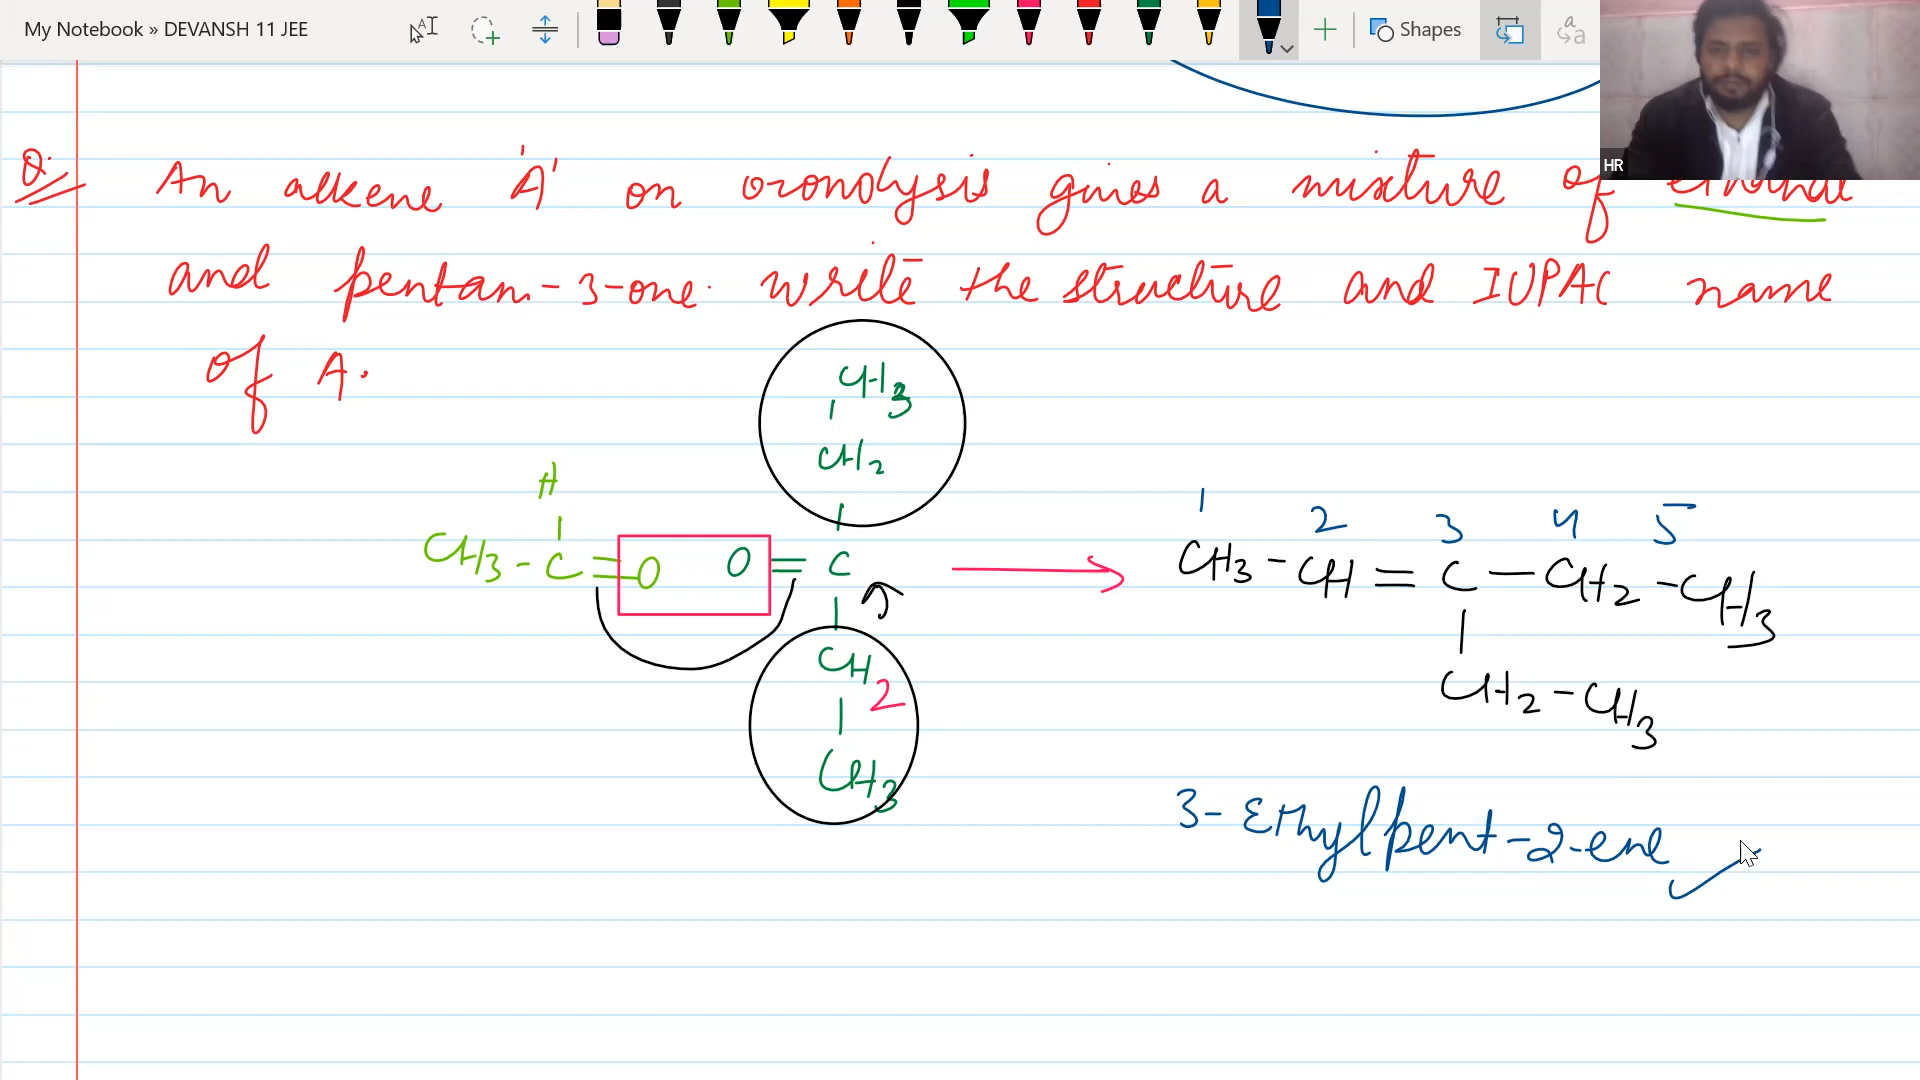 My Notebook » DEVANSH 11 JEE
Shapes
HR
Q. An alkene 'A' on ozonolysis gives a mixture of ethanal
and pentan-3-one. write the structure and IUPAC name
of A.
CH3
CH2
H
CH3-C=O O=C
CH2
CH3
1 2 3 4 5
CH3-CH=C-CH2-CH3
CH2-CH3
3-Ethylpent-2-ene